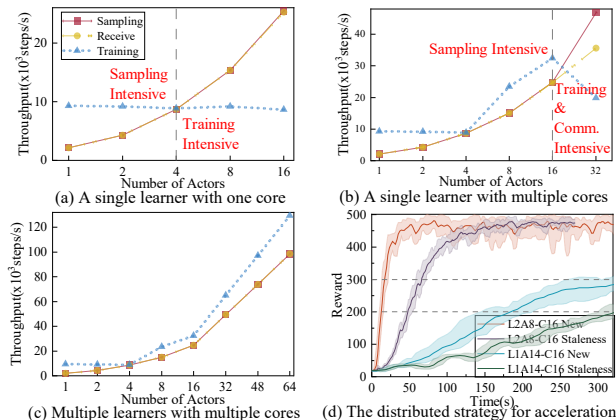 Throughput(x10³steps/s)
20
10
0
Sampling
Receive
Training
Sampling
Intensive
Training
Intensive
1 2 4 8 16
Number of Actors
(a) A single learner with one core
Throughput(x10³steps/s)
40
30
20
10
0
Sampling Intensive
Training
&
Comm.
Intensive
1 2 4 8 16 32
Number of Actors
(b) A single learner with multiple cores
Throughput(x10³steps/s)
120
100
80
60
40
20
0
1 2 4 8 16 32 48 64
Number of Actors
(c) Multiple learners with multiple cores
Reward
500
400
300
200
100
0
L2A8-C16 New
L2A8-C16 Staleness
L1A14-C16 New
L1A14-C16 Staleness
0 50 100 150 200 250 300
Time(s)
(d) The distributed strategy for acceleration